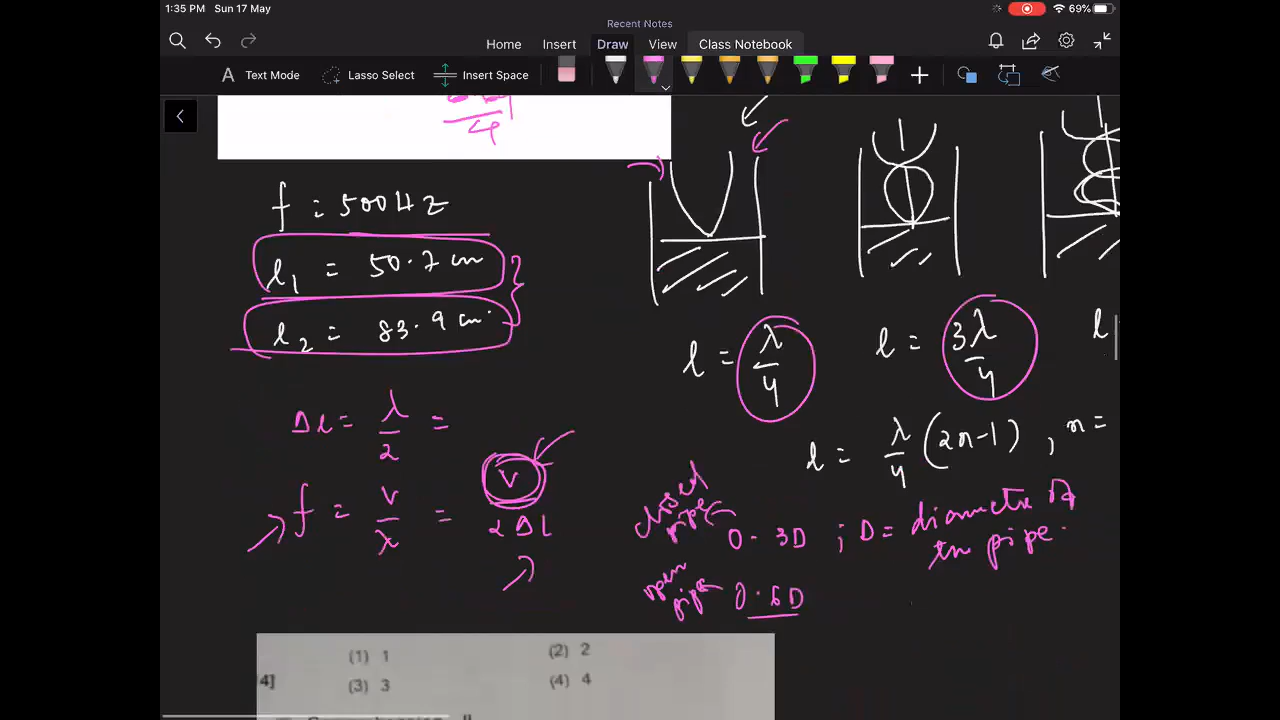 1:35 PM Sun 17 May
69%
Recent Notes
Home Insert Draw View Class Notebook
A Text Mode Lasso Select Insert Space
4
f = 500Hz
l1 = 50.7 cm
l2 = 83.9 cm.
Δl = λ/2 =
f = v/λ = v/2Δl
l = λ/4
l = 3λ/4
l
l = λ/4 (2n-1) , n =
closed pipe 0.3D ; D = diametre of the pipe.
open pipe 0.6D
(1) 1 (2) 2
4] (3) 3 (4) 4